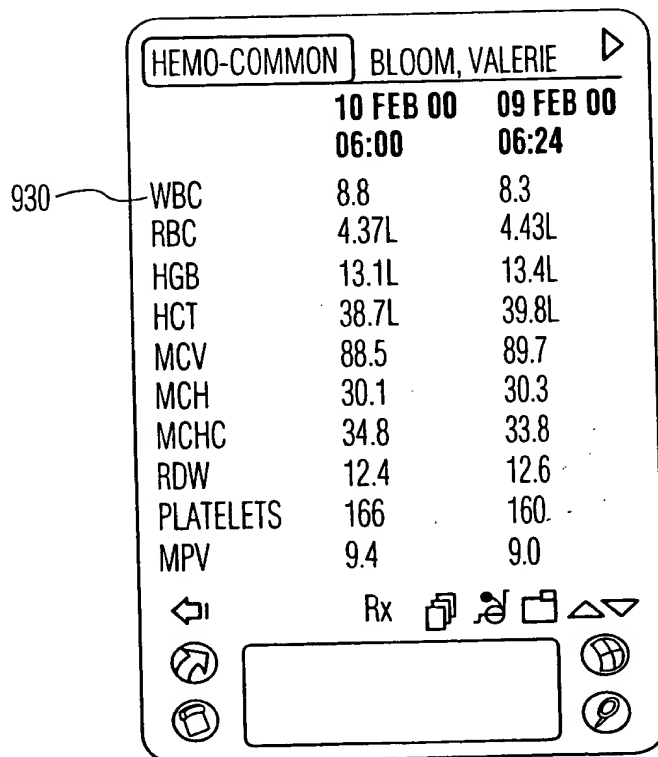 HEMO-COMMON BLOOM, VALERIE
10 FEB 00 09 FEB 00
06:00 06:24
930 WBC 8.8 8.3
RBC 4.37L 4.43L
HGB 13.1L 13.4L
HCT 38.7L 39.8L
MCV 88.5 89.7
MCH 30.1 30.3
MCHC 34.8 33.8
RDW 12.4 12.6
PLATELETS 166 160
MPV 9.4 9.0
Rx